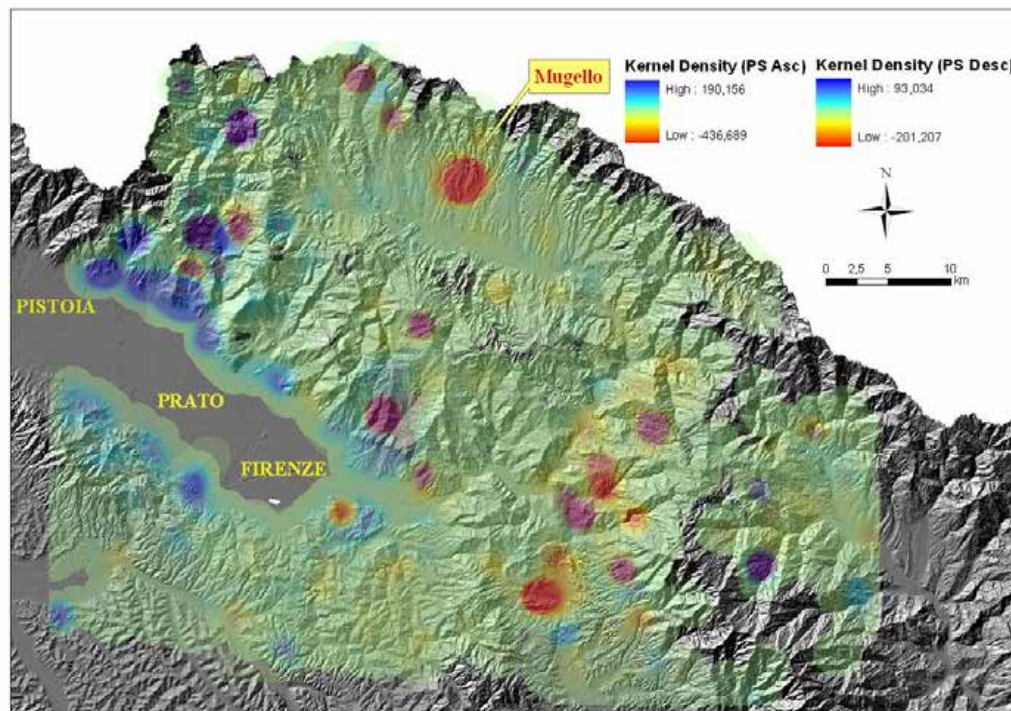 Mugello
Kernel Density (PS Asc)
High : 190,156
Low : -436,689
Kernel Density (PS Desc)
High : 93,034
Low : -201,207
N
0 2,5 5 10
km
PISTOIA
PRATO
FIRENZE